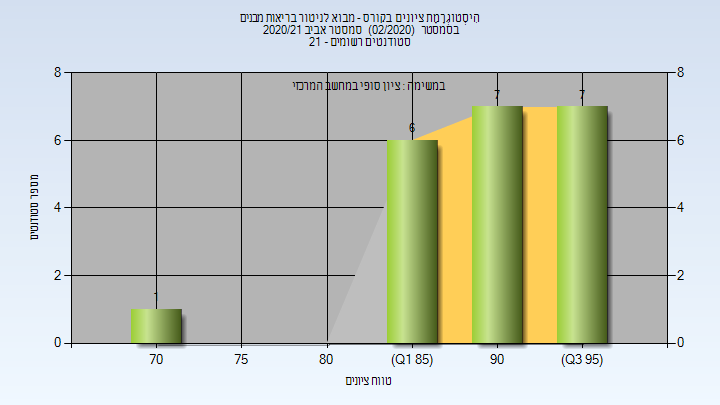 הִיסְטוֹגְרָמַת ציונים בקורס - מבוא לניטור בריאות מבנים
בסמסטר (02/2020) סמסטר אביב 2020/21
סטודנטים רשומים - 21
במשימה : ציון סופי במחשב המרכזי
מספר סטודנטים
8
6
4
2
0
8
6
4
2
0
1
6
7
7
70
75
80
(Q1 85)
90
(Q3 95)
טווח ציונים